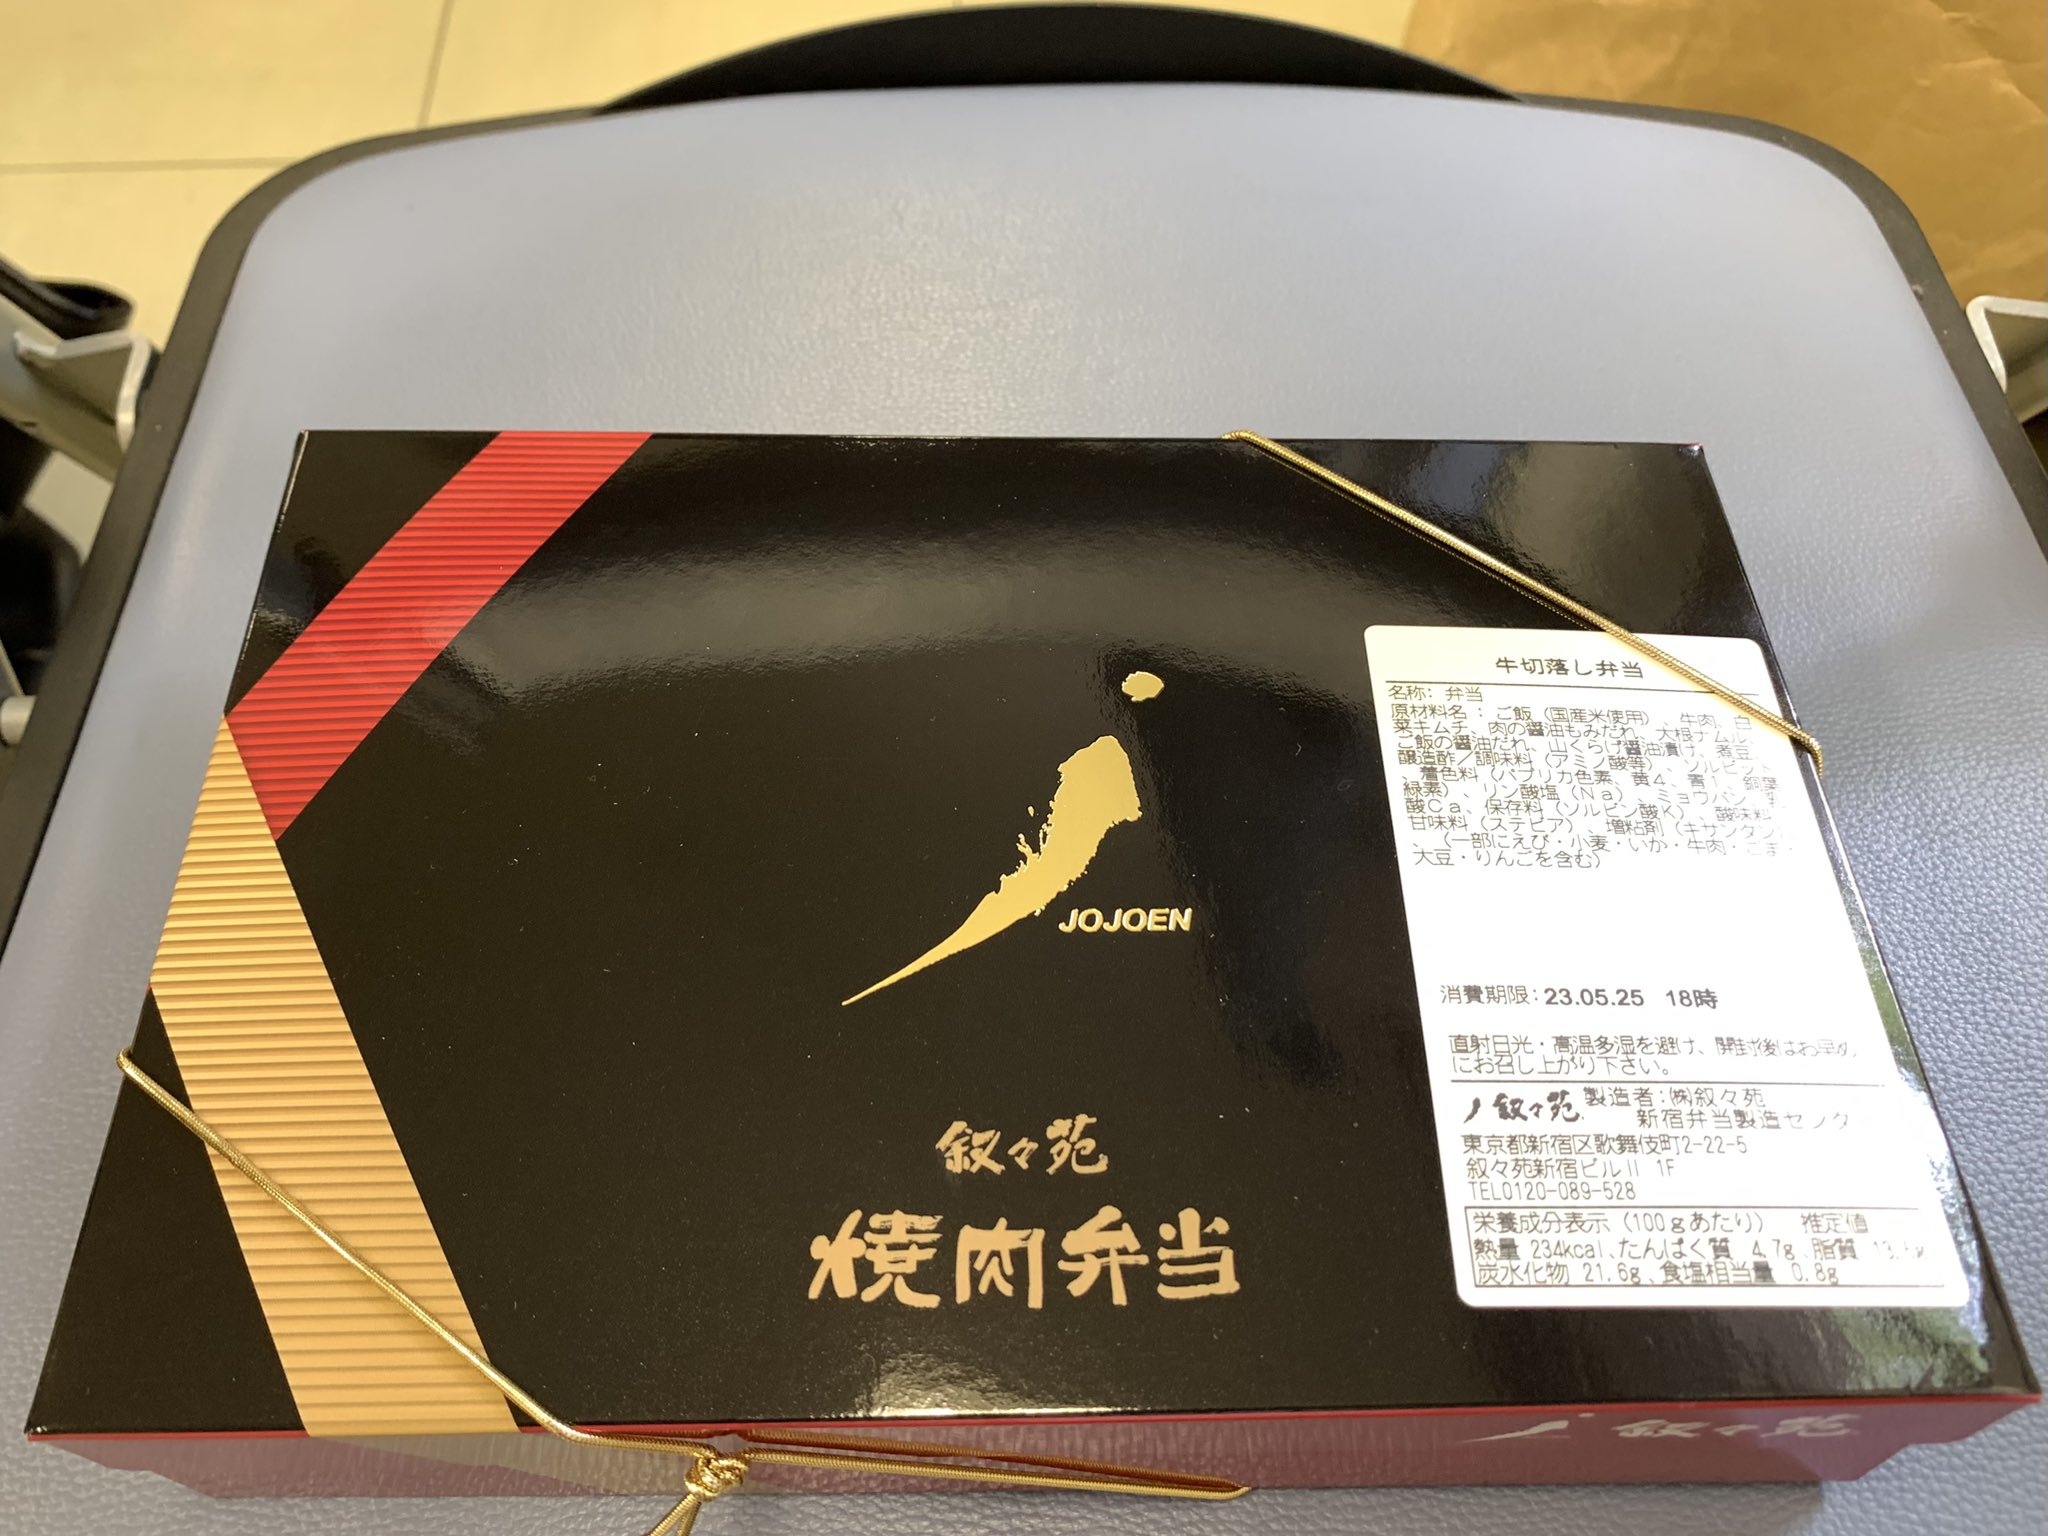 JOJOEN
叙々苑
焼肉弁当
牛切落し弁当
名称: 弁当
原材料名：ご飯（国産米使用）、牛肉、白
菜キムチ、肉の醤油もみだれ、大根ナムル、
ご飯の醤油だれ、山くらげ醤油漬け、煮豆、
醸造酢／調味料（アミノ酸等）、ソルビット
、着色料（パプリカ色素、黄4、青1、銅葉
緑素）、リン酸塩（Na）、ミョウバン、
酸Ca、保存料（ソルビン酸K）、酸味料、
甘味料（ステビア）、増粘剤（キサンタン）
、（一部にえび・小麦・いか・牛肉・ごま・
大豆・りんごを含む）
消費期限: 23.05.25 18時
直射日光・高温多湿を避け、開封後はお早め
にお召し上がり下さい。
叙々苑 製造者：㈱叙々苑
新宿弁当製造センター
東京都新宿区歌舞伎町2-22-5
叙々苑新宿ビルⅡ 1F
TEL0120-089-528
栄養成分表示（100gあたり） 推定値
熱量 234kcal、たんぱく質 4.7g、脂質
炭水化物 21.6g、食塩相当量 0.8g
叙々苑